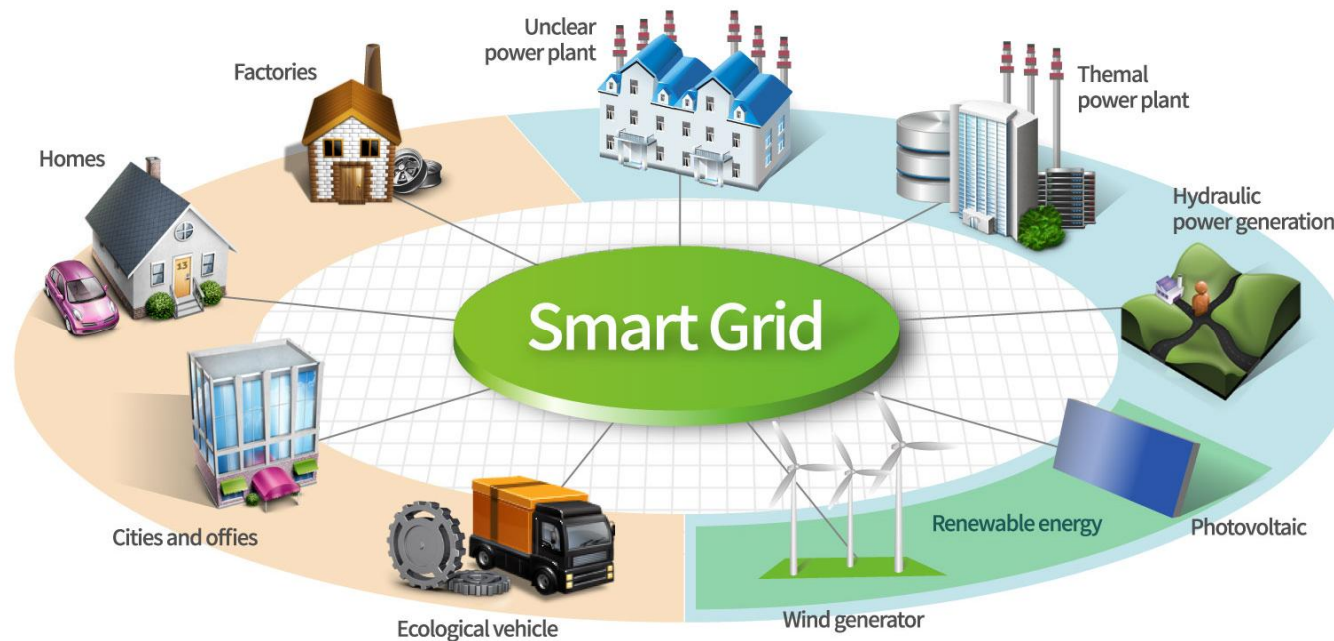 Unclear
power plant
Factories
Themal
power plant
Homes
Hydraulic
power generation
13
Smart Grid
Renewable energy
Photovoltaic
Cities and offies
Wind generator
Ecological vehicle